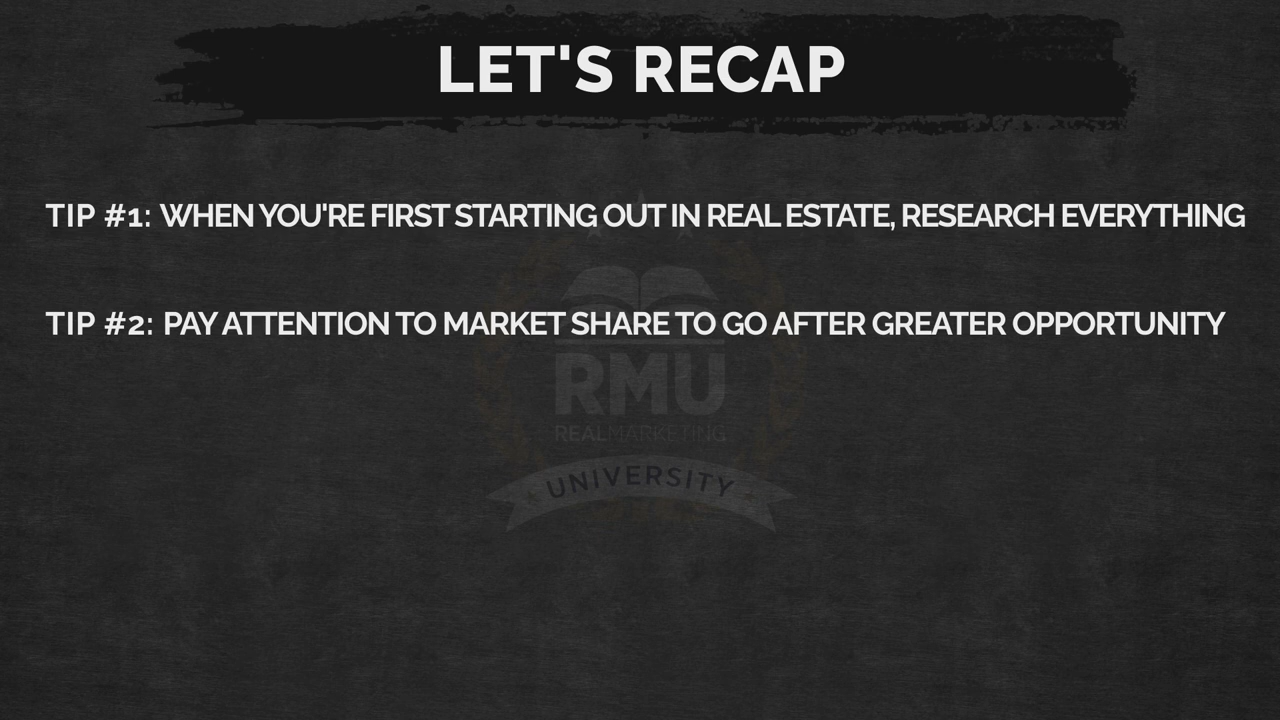 LET'S RECAP
TIP #1: WHEN YOU'RE FIRST STARTING OUT IN REAL ESTATE, RESEARCH EVERYTHING
TIP #2: PAY ATTENTION TO MARKET SHARE TO GO AFTER GREATER OPPORTUNITY
RMU
REALMARKETING
UNIVERSITY